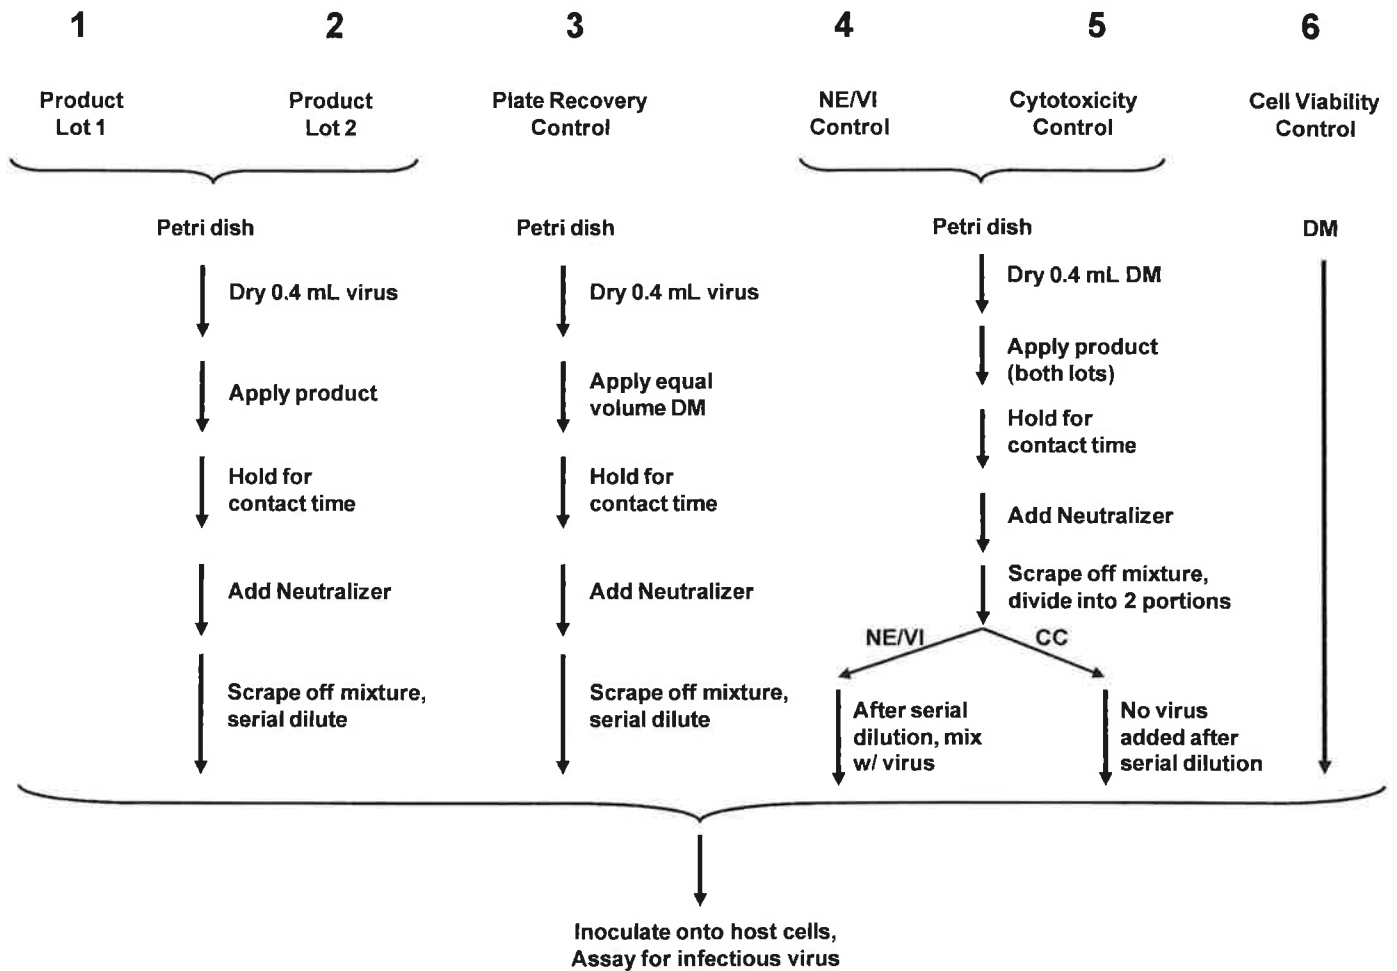 1
2
3
4
5
6
Product
Lot 1
Product
Lot 2
Plate Recovery
Control
NE/VI
Control
Cytotoxicity
Control
Cell Viability
Control
Petri dish
Dry 0.4 mL virus
Apply product
Hold for
contact time
Add Neutralizer
Scrape off mixture,
serial dilute
Petri dish
Dry 0.4 mL virus
Apply equal
volume DM
Hold for
contact time
Add Neutralizer
Scrape off mixture,
serial dilute
Petri dish
Dry 0.4 mL DM
Apply product
(both lots)
Hold for
contact time
Add Neutralizer
Scrape off mixture,
divide into 2 portions
NE/VI
CC
After serial
dilution, mix
w/ virus
No virus
added after
serial dilution
DM
Inoculate onto host cells,
Assay for infectious virus